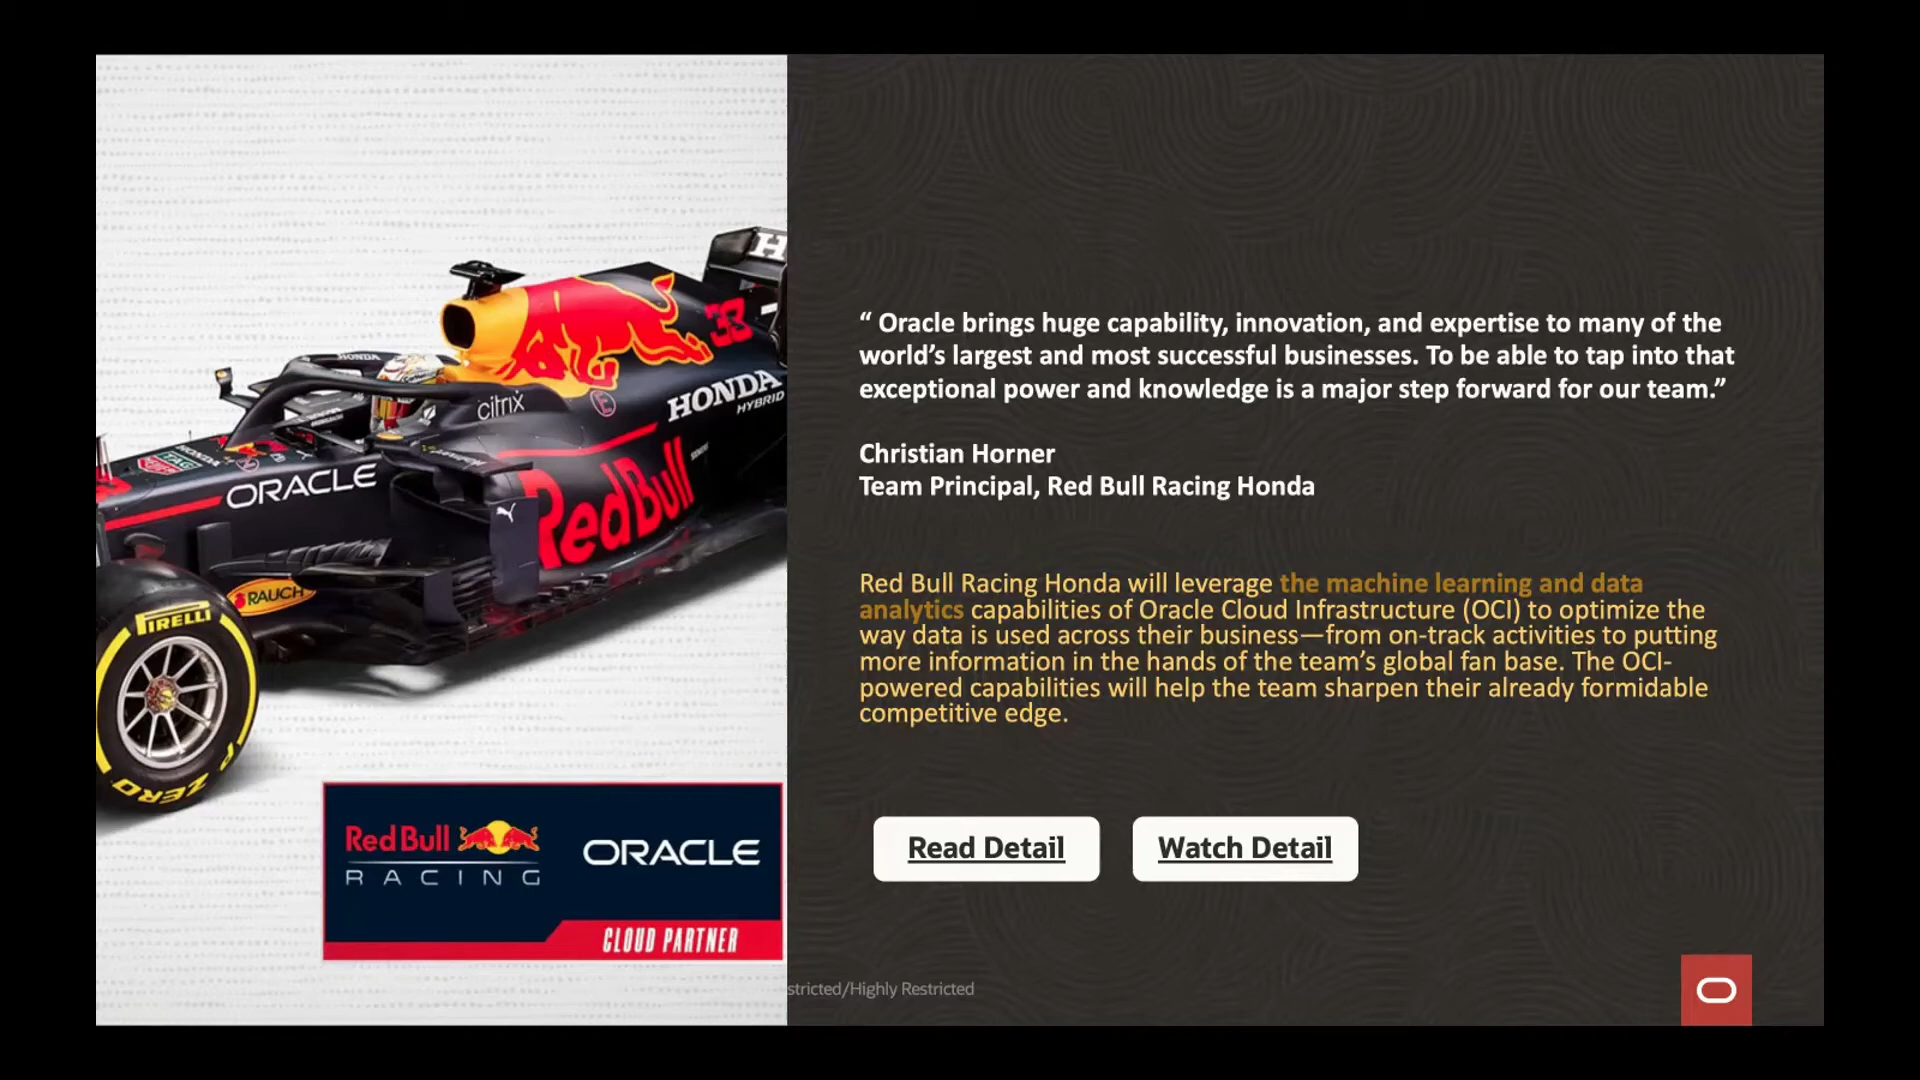 H
33
HONDA
HONDA
HYBRID
citrix
HONDA
TAG
ORACLE
RedBull
RAUCH
PIRELLI
P ZERO
“ Oracle brings huge capability, innovation, and expertise to many of the
world’s largest and most successful businesses. To be able to tap into that
exceptional power and knowledge is a major step forward for our team.”
Christian Horner
Team Principal, Red Bull Racing Honda
Red Bull Racing Honda will leverage the machine learning and data
analytics capabilities of Oracle Cloud Infrastructure (OCI) to optimize the
way data is used across their business—from on-track activities to putting
more information in the hands of the team’s global fan base. The OCI-
powered capabilities will help the team sharpen their already formidable
competitive edge.
Read Detail
Watch Detail
Red Bull
RACING
ORACLE
CLOUD PARTNER
stricted/Highly Restricted